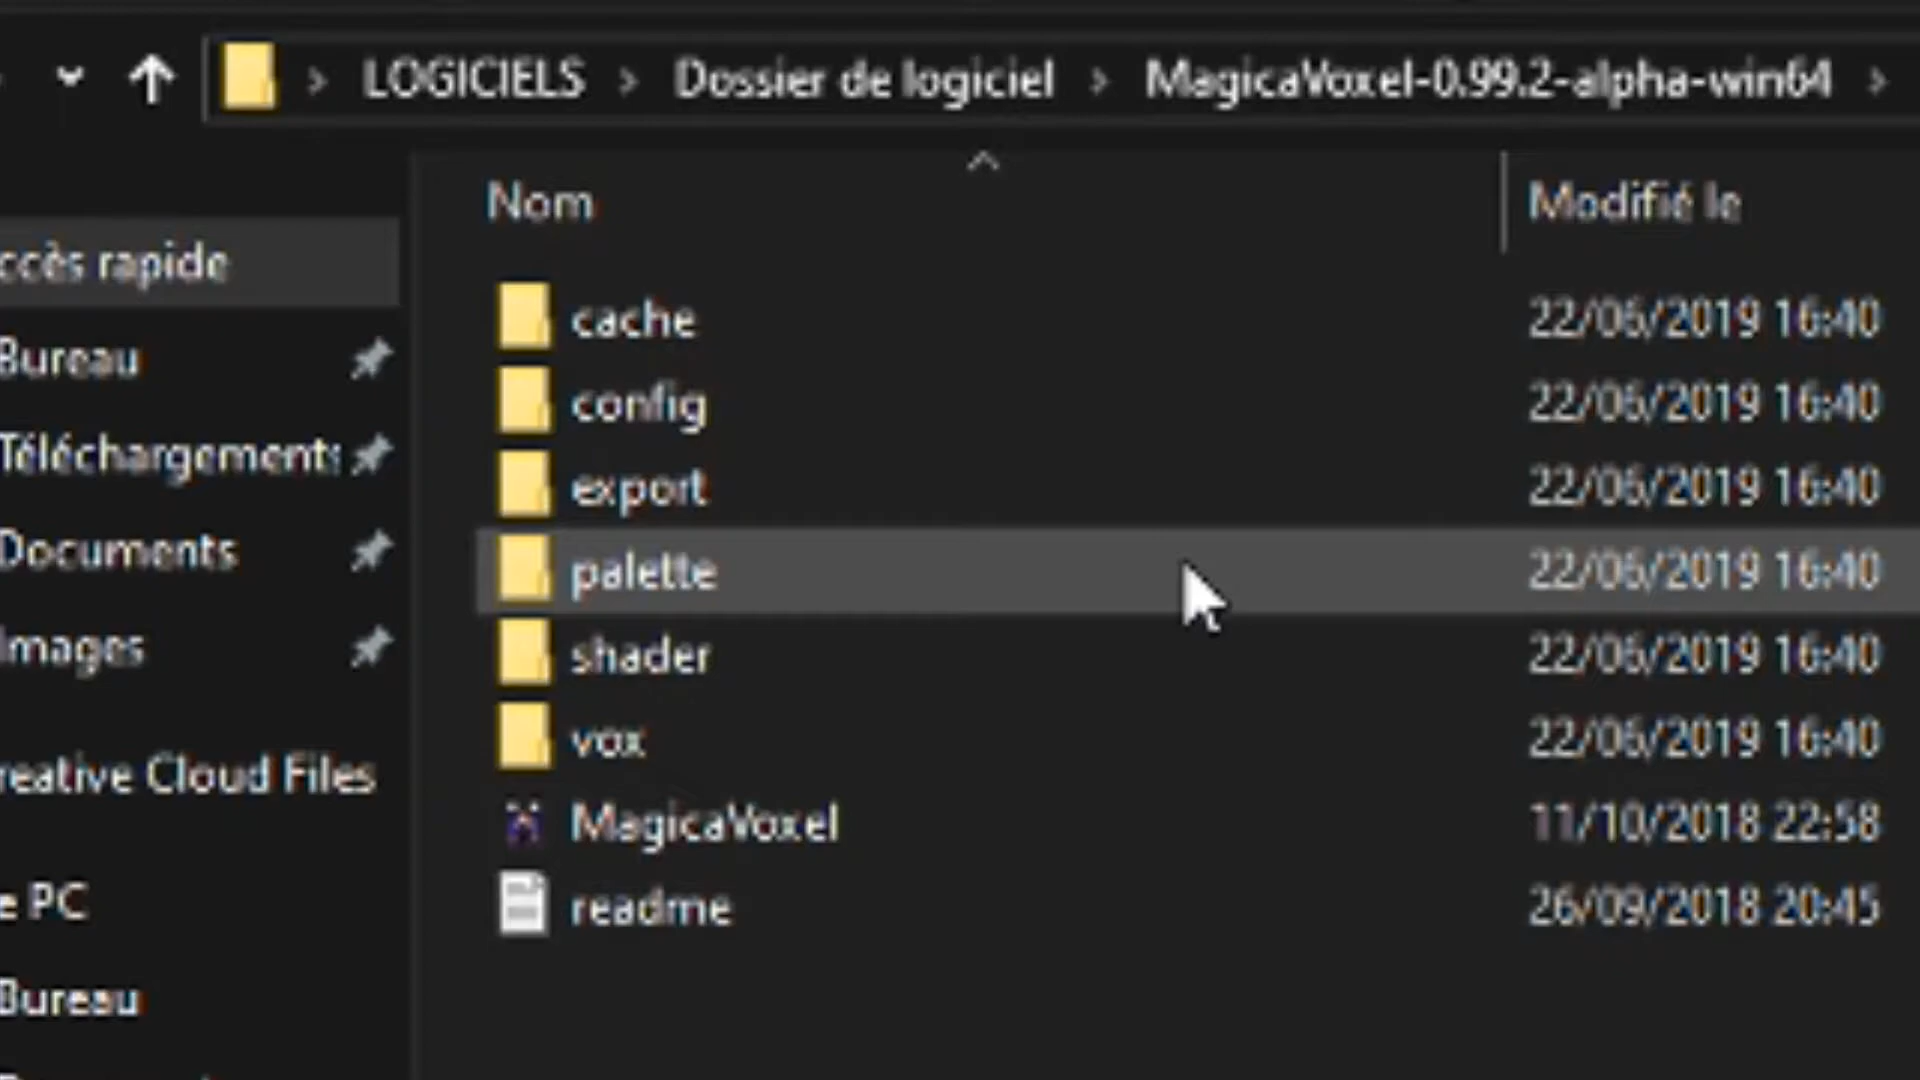 LOGICIELS > Dossier de logiciel > MagicaVoxel-0.99.2-alpha-win64 >
Nom Modifié le
ccès rapide
cache 22/06/2019 16:40
Bureau
config 22/06/2019 16:40
Téléchargements
export 22/06/2019 16:40
Documents
palette 22/06/2019 16:40
Images
shader 22/06/2019 16:40
vox 22/06/2019 16:40
reative Cloud Files
MagicaVoxel 11/10/2018 22:58
e PC
readme 26/09/2018 20:45
Bureau